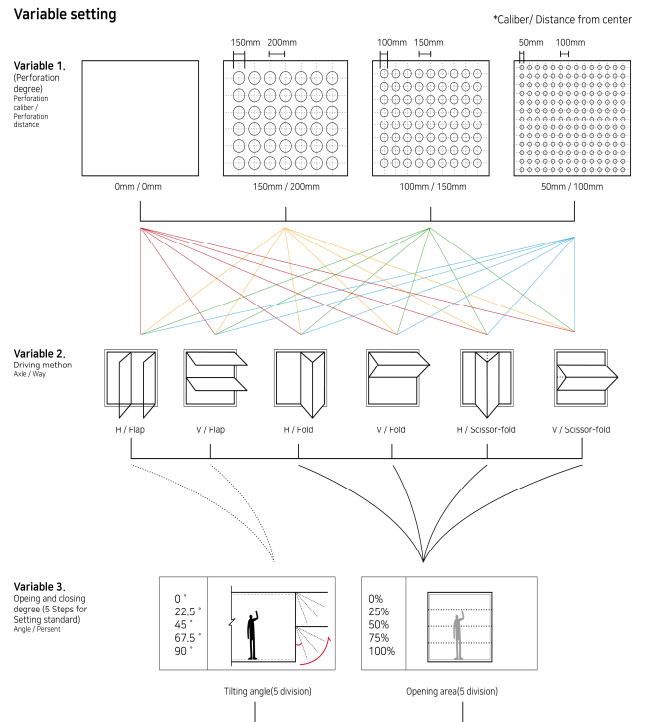 Variable setting
*Caliber/ Distance from center
150mm 200mm 100mm 150mm 50mm 100mm
Variable 1.
(Perforation
degree)
Perforation
caliber /
Perforation
distance
0mm / 0mm 150mm / 200mm 100mm / 150mm 50mm / 100mm
Variable 2.
Driving methon
Axle / Way
H / Flap V / Flap H / Fold V / Fold H / Scissor-fold V / Scissor-fold
Variable 3.
Opeing and closing
degree (5 Steps for
Setting standard)
Angle / Persent
0°
22.5°
45°
67.5°
90°
0%
25%
50%
75%
100%
Tilting angle(5 division) Opening area(5 division)